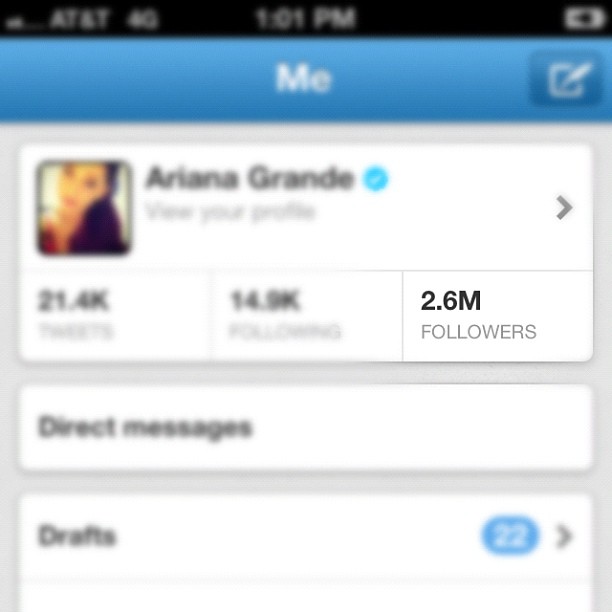 AT&T 4G 1:01 PM
Me
Ariana Grande
View your profile
21.4K 14.9K 2.6M
TWEETS FOLLOWING FOLLOWERS
Direct messages
Drafts 22